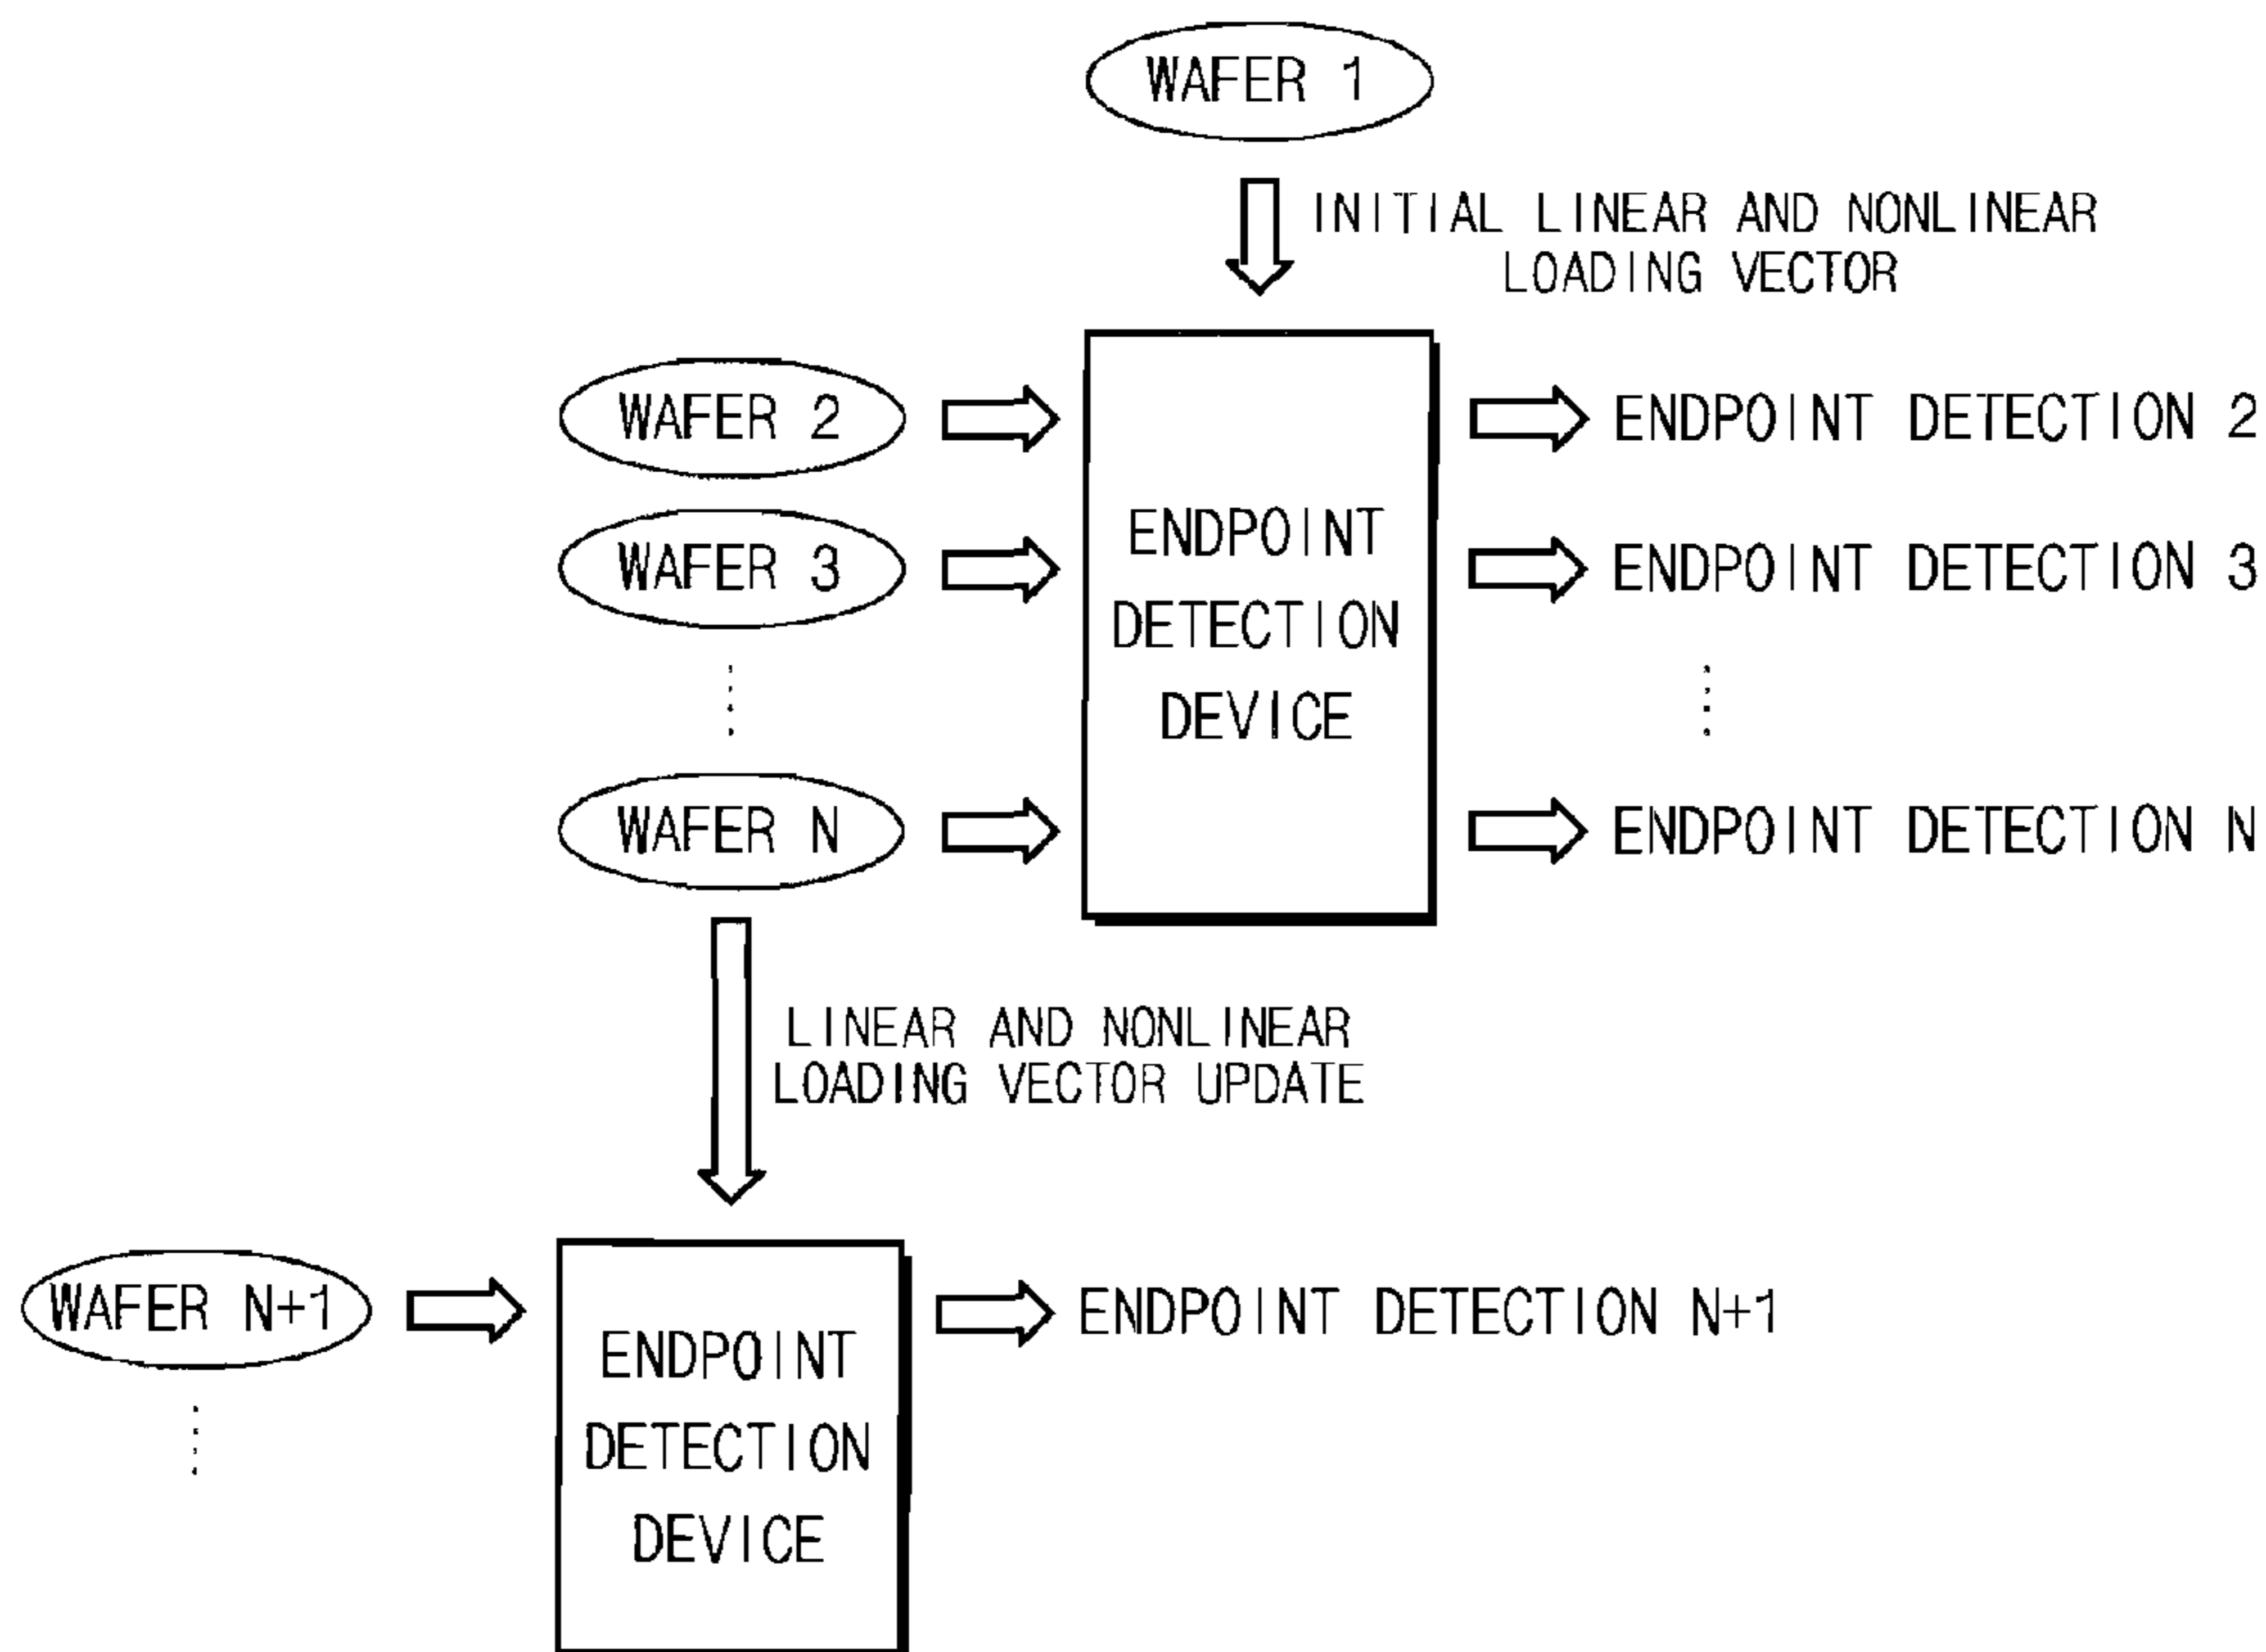 WAFER 1
INITIAL LINEAR AND NONLINEAR
LOADING VECTOR
WAFER 2
ENDPOINT DETECTION 2
WAFER 3
ENDPOINT DETECTION 3
ENDPOINT
DETECTION
DEVICE
WAFER N
ENDPOINT DETECTION N
LINEAR AND NONLINEAR
LOADING VECTOR UPDATE
WAFER N+1
ENDPOINT DETECTION N+1
ENDPOINT
DETECTION
DEVICE